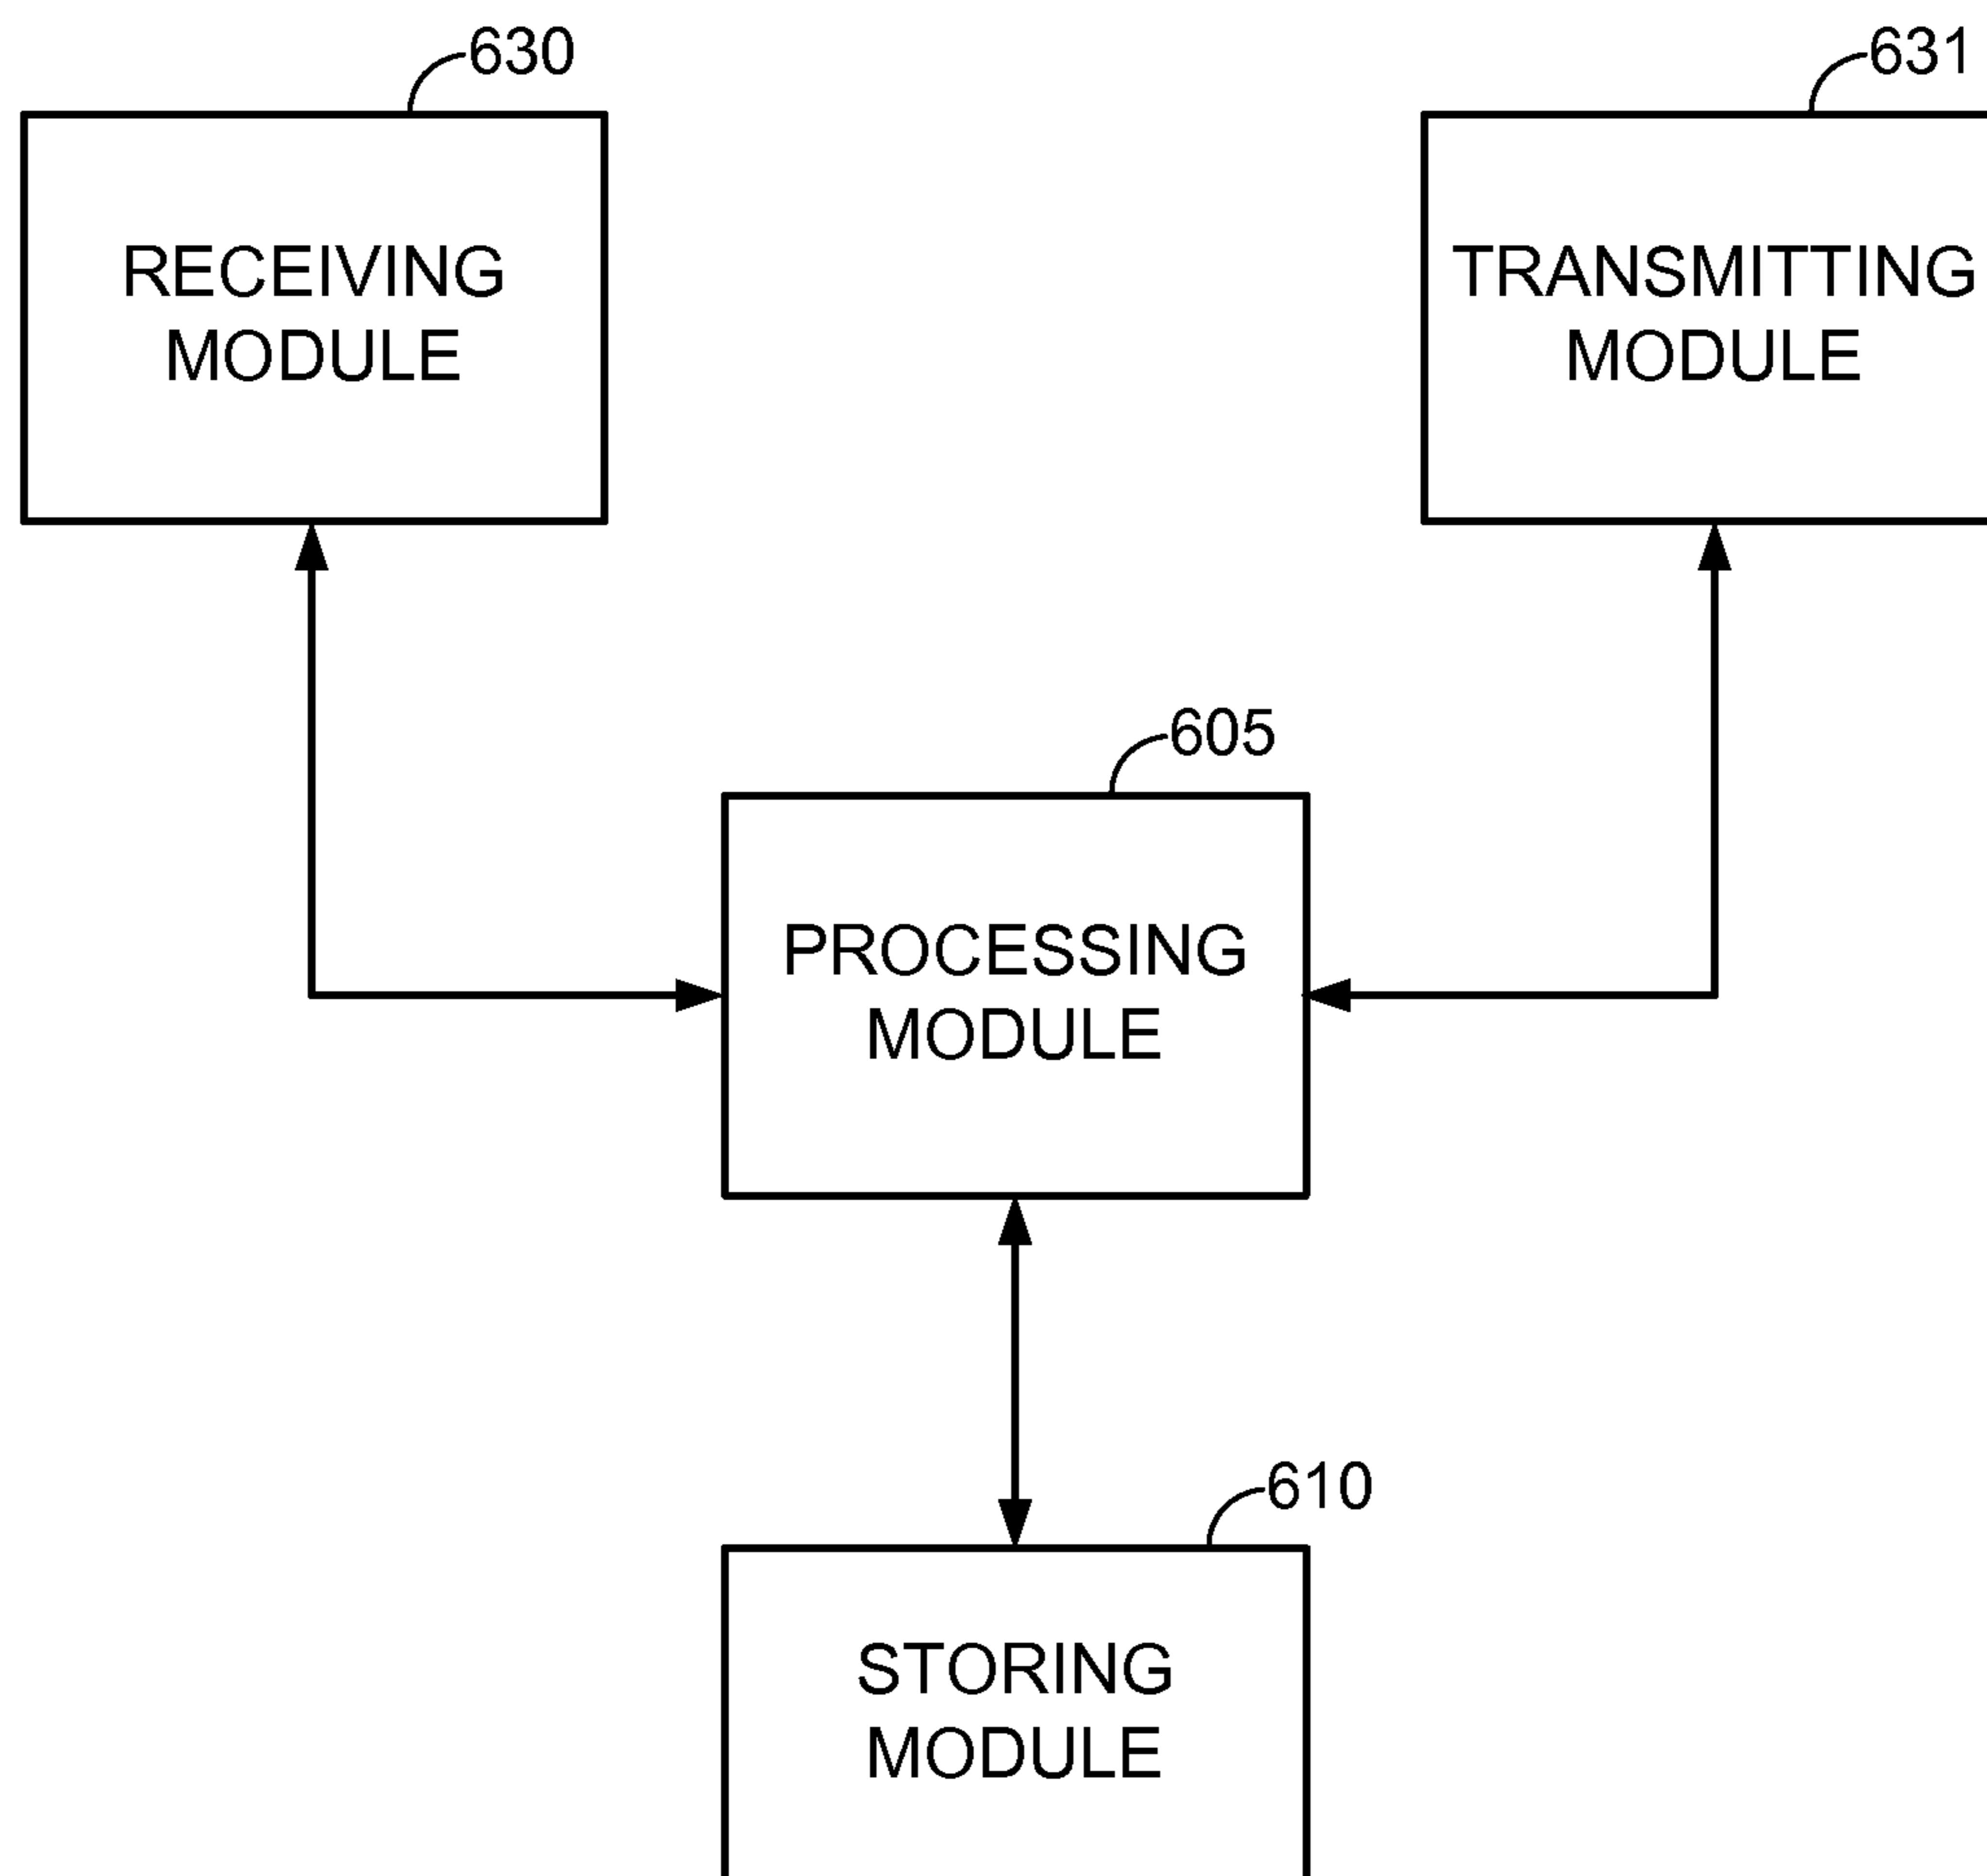 630
631
RECEIVING
MODULE
TRANSMITTING
MODULE
605
PROCESSING
MODULE
610
STORING
MODULE